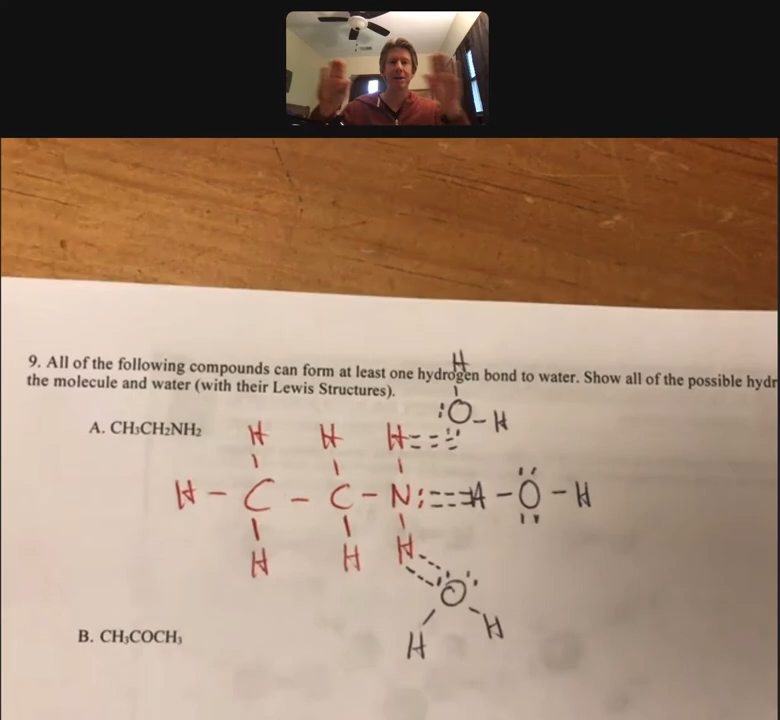 H
9. All of the following compounds can form at least one hydrogen bond to water. Show all of the possible hydr
the molecule and water (with their Lewis Structures).
:O-H
A. CH₃CH₂NH₂
H H H
H - C - C - N: H - O - H
H H H
O
H H
B. CH₃COCH₃